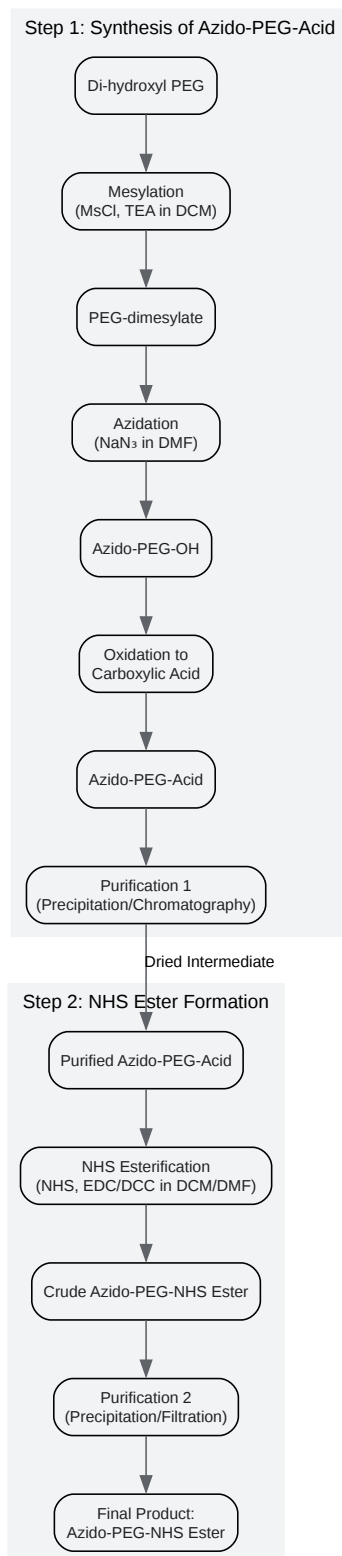 Step 1: Synthesis of Azido-PEG-Acid
Di-hydroxyl PEG
Mesylation
(MsCl, TEA in DCM)
PEG-dimesylate
Azidation
(NaN₃ in DMF)
Azido-PEG-OH
Oxidation to
Carboxylic Acid
Azido-PEG-Acid
Purification 1
(Precipitation/Chromatography)
Dried Intermediate
Step 2: NHS Ester Formation
Purified Azido-PEG-Acid
NHS Esterification
(NHS, EDC/DCC in DCM/DMF)
Crude Azido-PEG-NHS Ester
Purification 2
(Precipitation/Filtration)
Final Product:
Azido-PEG-NHS Ester